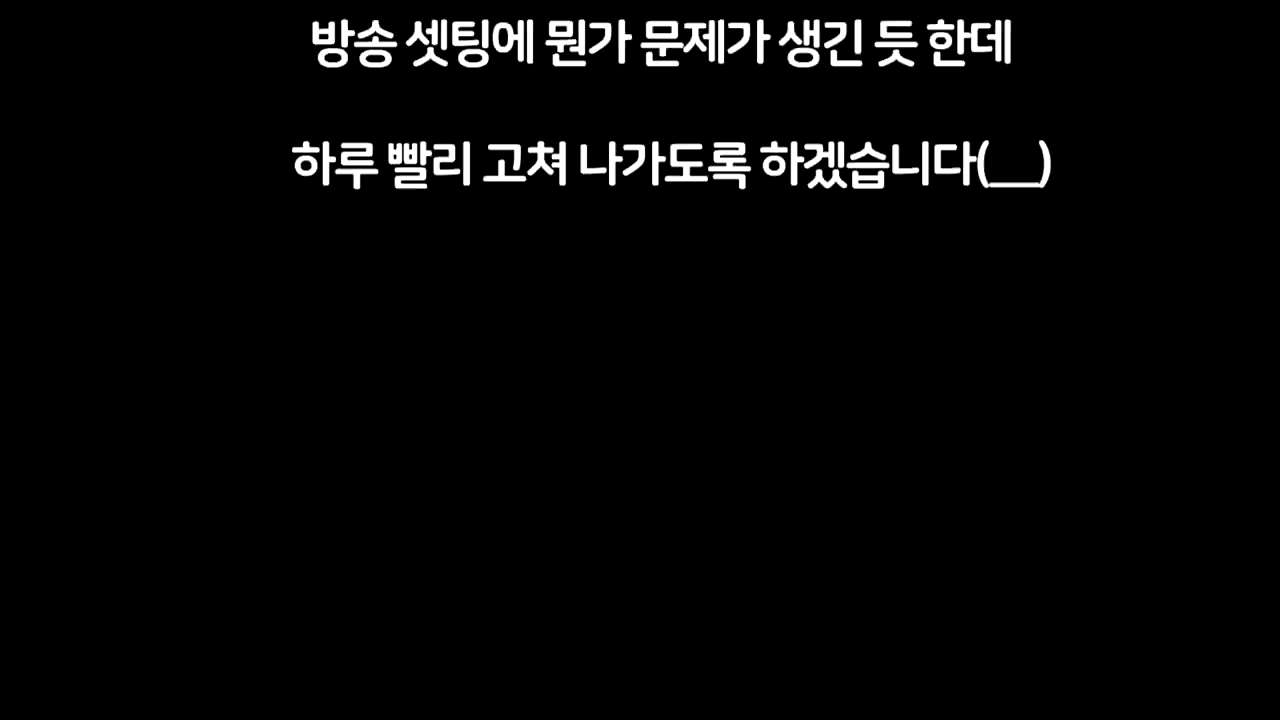 방송 셋팅에 뭔가 문제가 생긴 듯 한데
하루 빨리 고쳐 나가도록 하겠습니다(__)